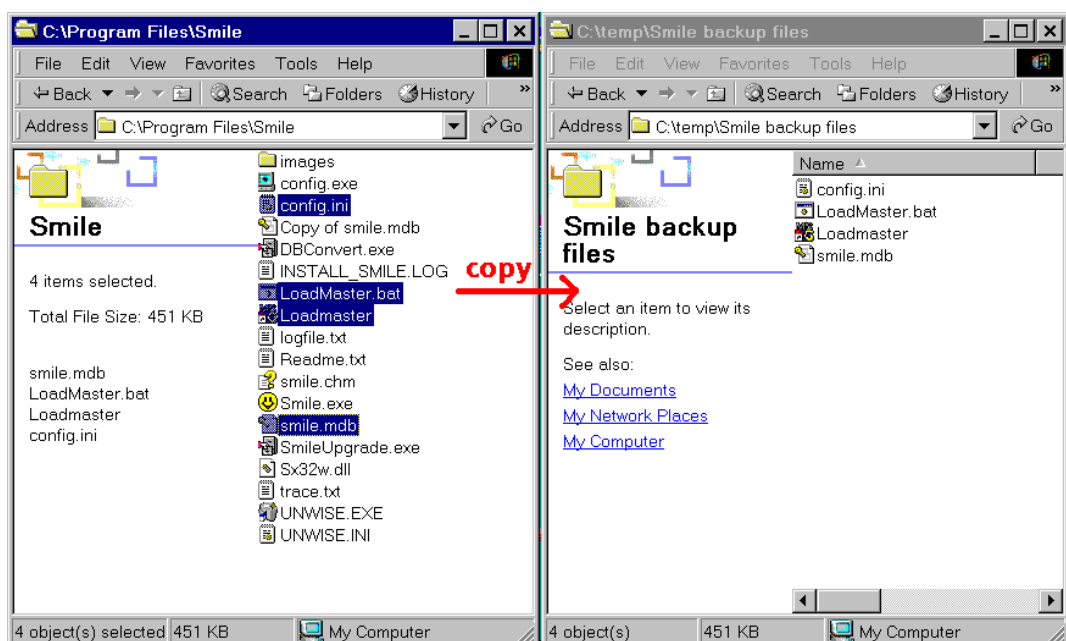 C:\Program Files\Smile
File Edit View Favorites Tools Help
Back Search Folders History »
Address C:\Program Files\Smile Go
Smile
4 items selected.
Total File Size: 451 KB
smile.mdb
LoadMaster.bat
Loadmaster
config.ini
images
config.exe
config.ini
Copy of smile.mdb
DBConvert.exe
INSTALL_SMILE.LOG
LoadMaster.bat
Loadmaster
logfile.txt
Readme.txt
smile.chm
Smile.exe
smile.mdb
SmileUpgrade.exe
Sx32w.dll
trace.txt
UNWISE.EXE
UNWISE.INI
4 object(s) selected 451 KB My Computer
copy
C:\temp\Smile backup files
File Edit View Favorites Tools Help
Back Search Folders History »
Address C:\temp\Smile backup files Go
Smile backup
files
Select an item to view its
description.
See also:
My Documents
My Network Places
My Computer
Name
config.ini
LoadMaster.bat
Loadmaster
smile.mdb
4 object(s) 451 KB My Computer